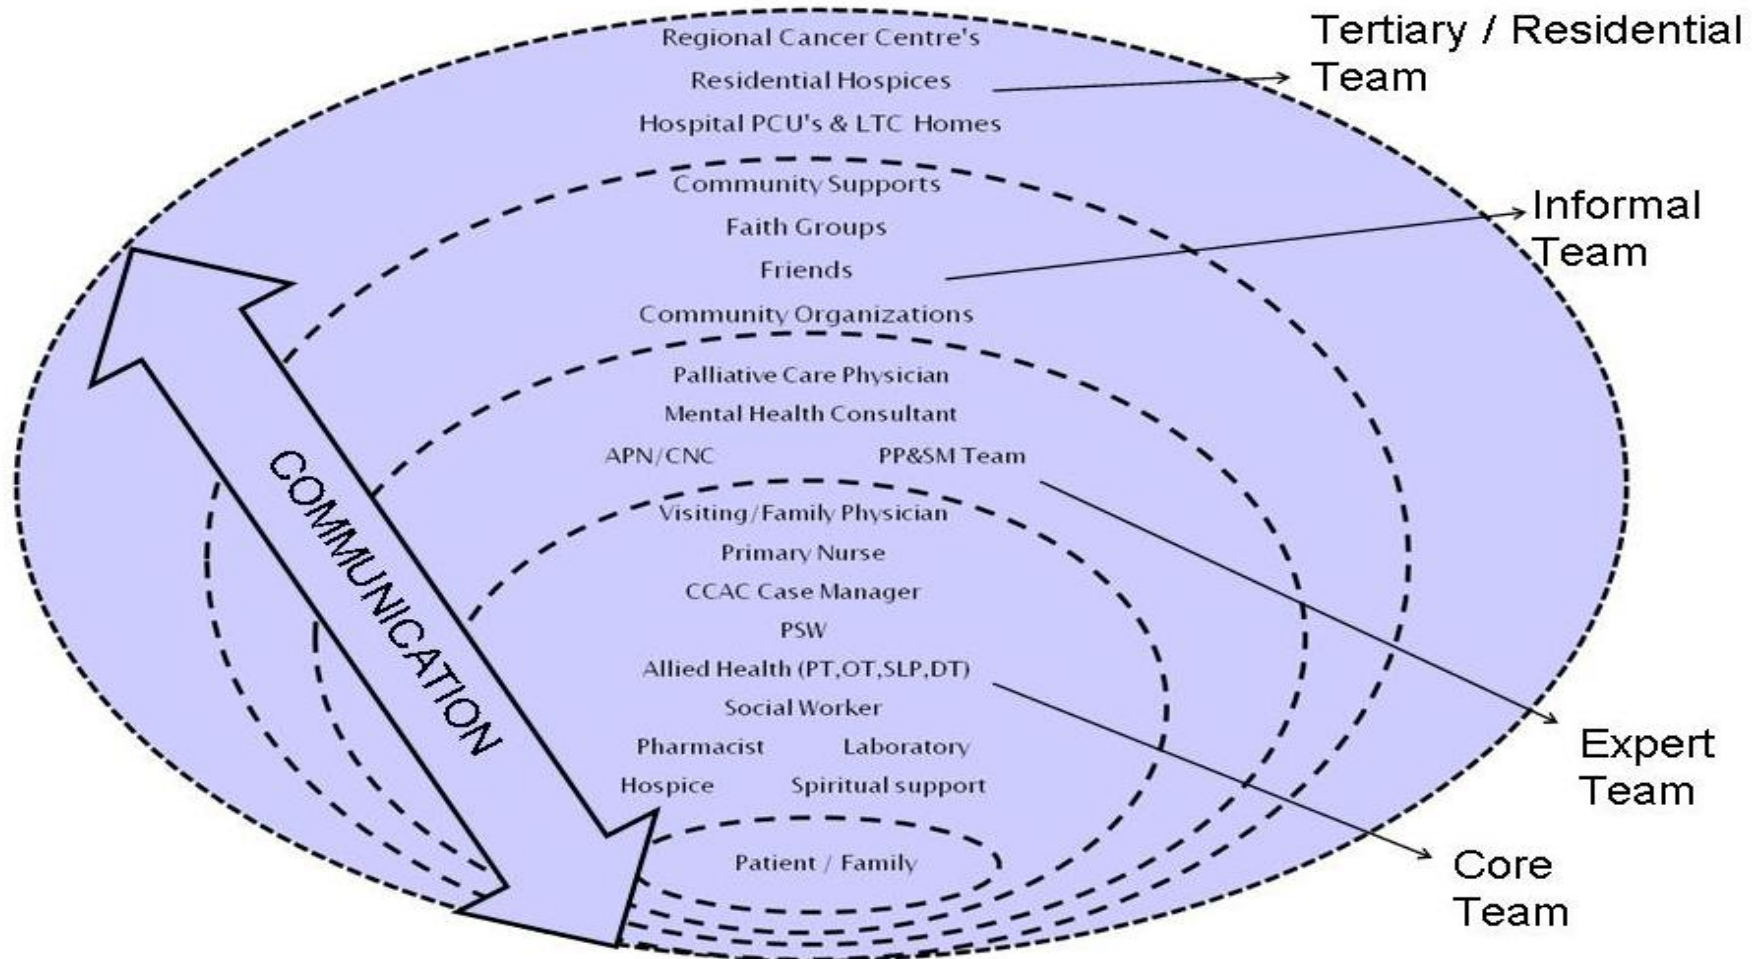 Regional Cancer Centre's
Residential Hospices
Hospital PCU's & LTC Homes
Tertiary / Residential
Team
Community Supports
Faith Groups
Friends
Community Organizations
Informal
Team
Palliative Care Physician
Mental Health Consultant
APN/CNC PP&SM Team
Expert
Team
Visiting/Family Physician
Primary Nurse
CCAC Case Manager
PSW
Allied Health (PT,OT,SLP,DT)
Social Worker
Pharmacist Laboratory
Hospice Spiritual support
Core
Team
Patient / Family
COMMUNICATION